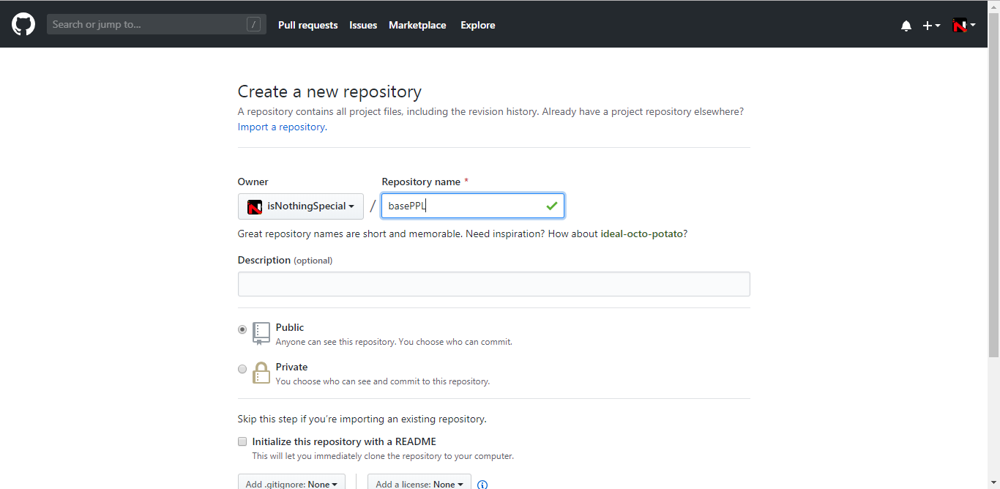 Search or jump to... / Pull requests Issues Marketplace Explore
Create a new repository
A repository contains all project files, including the revision history. Already have a project repository elsewhere?
Import a repository.
Owner Repository name *
isNothingSpecial / basePPL
Great repository names are short and memorable. Need inspiration? How about ideal-octo-potato?
Description (optional)
Public
Anyone can see this repository. You choose who can commit.
Private
You choose who can see and commit to this repository.
Skip this step if you're importing an existing repository.
Initialize this repository with a README
This will let you immediately clone the repository to your computer.
Add .gitignore: None Add a license: None